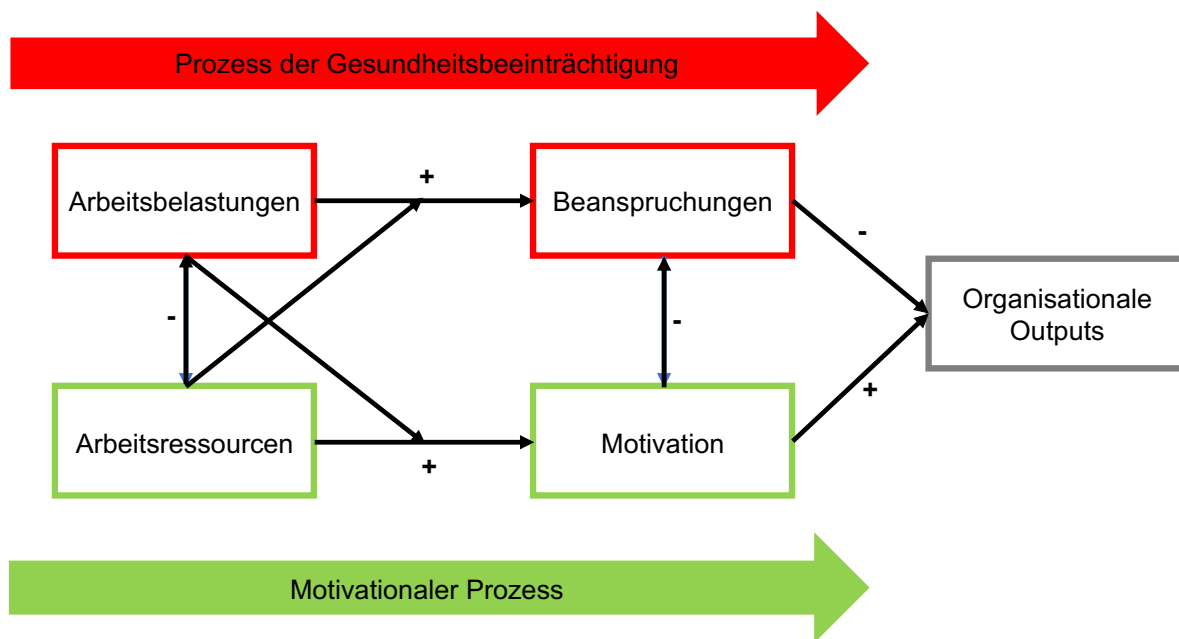 Prozess der Gesundheitsbeeinträchtigung
+
Arbeitsbelastungen
Beanspruchungen
-
Organisationale
Outputs
-
-
+
Arbeitsressourcen
Motivation
+
Motivationaler Prozess